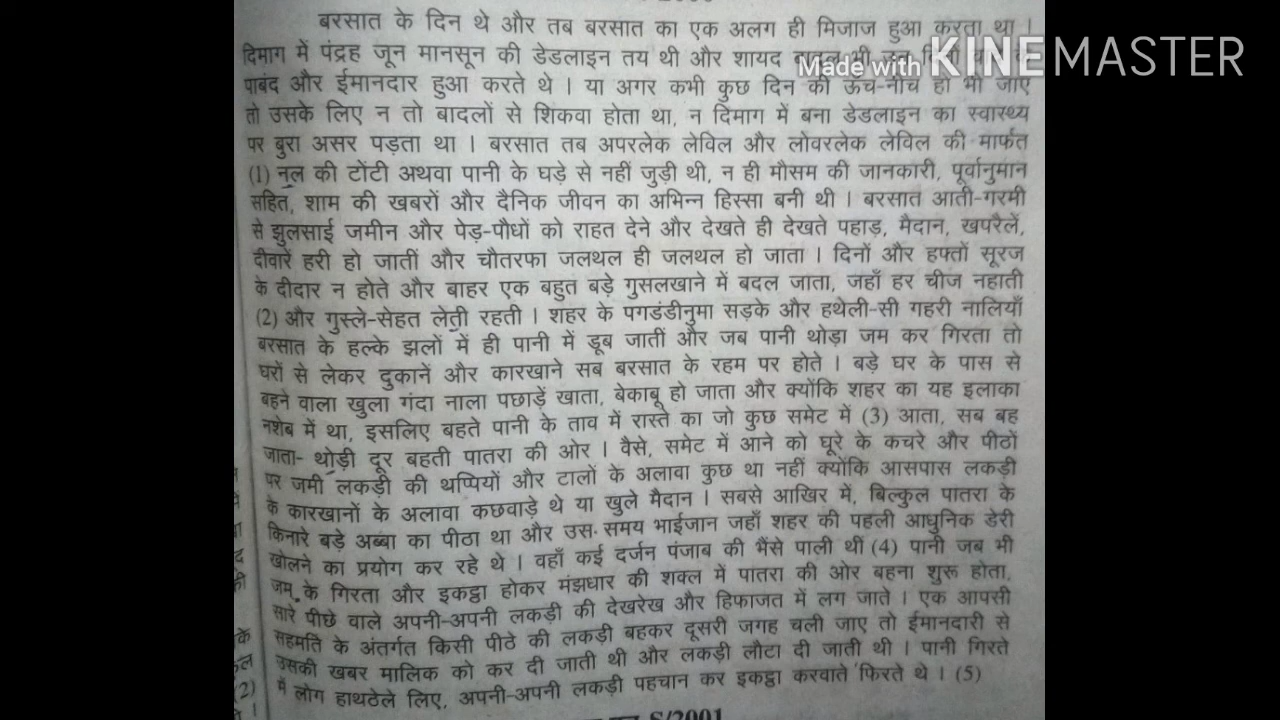 बरसात के दिन थे और तब बरसात का एक अलग ही मिजाज हुआ करता था ।
दिमाग में पंद्रह जून मानसून की डेडलाइन तय थी और शायद बादल भी
Made with KINEMASTER
पाबंद और ईमानदार हुआ करते थे । या अगर कभी कुछ दिन की ऊँच-नीच हो भी जाए
तो उसके लिए न तो बादलों से शिकवा होता था, न दिमाग में बना डेडलाइन का स्वास्थ्य
पर बुरा असर पड़ता था । बरसात तब अपरलेक लेविल और लोवरलेक लेविल की मार्फत
(1) नल की टोंटी अथवा पानी के घड़े से नहीं जुड़ी थी, न ही मौसम की जानकारी, पूर्वानुमान
सहित, शाम की खबरों और दैनिक जीवन का अभिन्न हिस्सा बनी थी । बरसात आती-गरमी
से झुलसाई जमीन और पेड़-पौधों को राहत देने और देखते ही देखते पहाड़, मैदान, खपरैलें,
दीवारें हरी हो जातीं और चौतरफा जलथल ही जलथल हो जाता । दिनों और हफ्तों सूरज
के दीदार न होते और बाहर एक बहुत बड़े गुसलखाने में बदल जाता, जहाँ हर चीज नहाती
(2) और गुस्ले-सेहत लेती रहती । शहर के पगडंडीनुमा सड़के और हथेली-सी गहरी नालियाँ
बरसात के हल्के झलों में ही पानी में डूब जातीं और जब पानी थोड़ा जम कर गिरता तो
घरों से लेकर दुकानें और कारखाने सब बरसात के रहम पर होते । बड़े घर के पास से
बहने वाला खुला गंदा नाला पछाड़ें खाता, बेकाबू हो जाता और क्योंकि शहर का यह इलाका
नशेब में था, इसलिए बहते पानी के ताव में रास्ते का जो कुछ समेट में (3) आता, सब बह
जाता- थोड़ी दूर बहती पातरा की ओर । वैसे, समेट में आने को घूरे के कचरे और पीठों
पर जमी लकड़ी की थप्पियों और टालों के अलावा कुछ था नहीं क्योंकि आसपास लकड़ी
के कारखानों के अलावा कछवाड़े थे या खुले मैदान । सबसे आखिर में, बिल्कुल पातरा के
किनारे बड़े अब्बा का पीठा था और उस समय भाईजान जहाँ शहर की पहली आधुनिक डेरी
खोलने का प्रयोग कर रहे थे । वहाँ कई दर्जन पंजाब की भैंसे पाली थीं (4) पानी जब भी
जम के गिरता और इकट्ठा होकर मंझधार की शक्ल में पातरा की ओर बहना शुरू होता,
सारे पीछे वाले अपनी-अपनी लकड़ी की देखरेख और हिफाजत में लग जाते । एक आपसी
सहमति के अंतर्गत किसी पीठे की लकड़ी बहकर दूसरी जगह चली जाए तो ईमानदारी से
उसकी खबर मालिक को कर दी जाती थी और लकड़ी लौटा दी जाती थी । पानी गिरते
में लोग हाथठेले लिए, अपनी-अपनी लकड़ी पहचान कर इकट्ठा करवाते फिरते थे । (5)